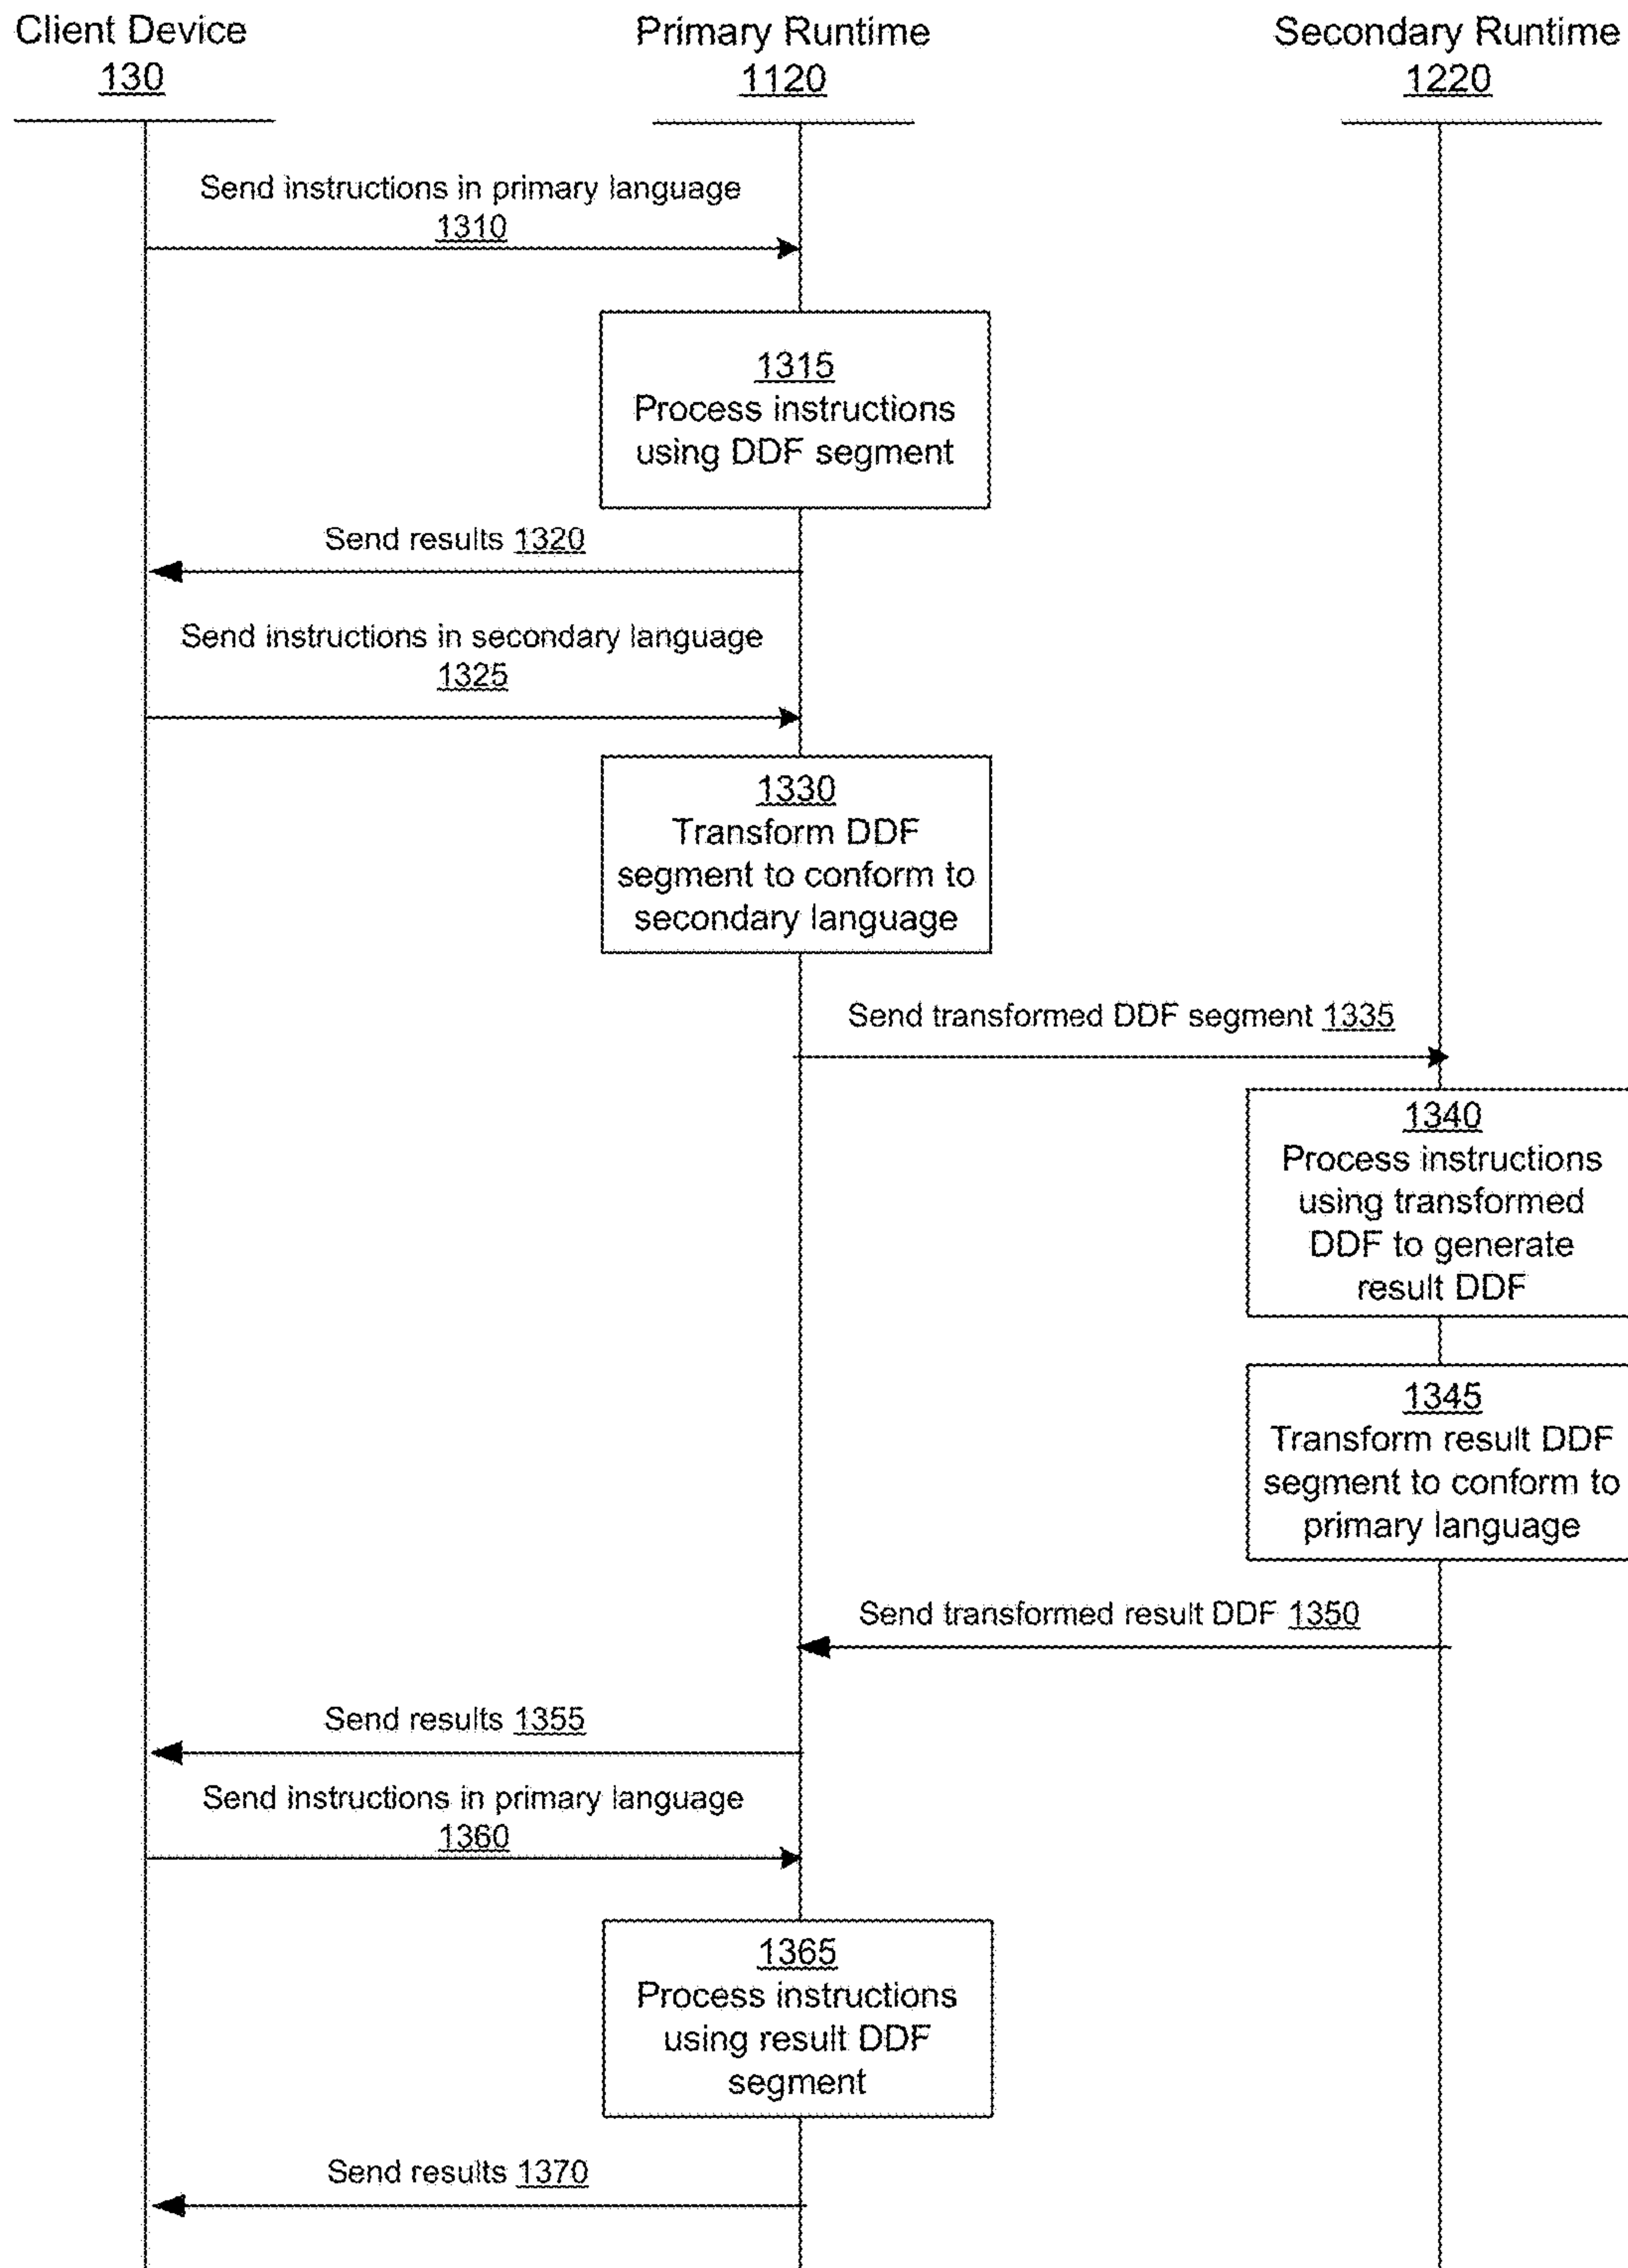 Client Device
130
Primary Runtime
1120
Secondary Runtime
1220
Send instructions in primary language
1310
1315
Process instructions
using DDF segment
Send results 1320
Send instructions in secondary language
1325
1330
Transform DDF
segment to conform to
secondary language
Send transformed DDF segment 1335
1340
Process instructions
using transformed
DDF to generate
result DDF
1345
Transform result DDF
segment to conform to
primary language
Send transformed result DDF 1350
Send results 1355
Send instructions in primary language
1360
1365
Process instructions
using result DDF
segment
Send results 1370